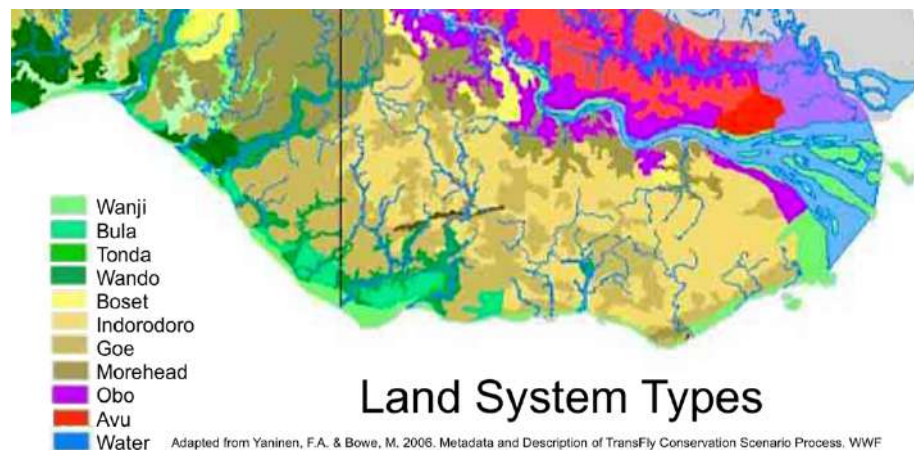 Wanji
Bula
Tonda
Wando
Boset
Indorodoro
Goe
Morehead
Obo
Avu
Water
Land System Types
Adapted from Yaninen, F.A. & Bowe, M. 2006. Metadata and Description of TransFly Conservation Scenario Process. WWF